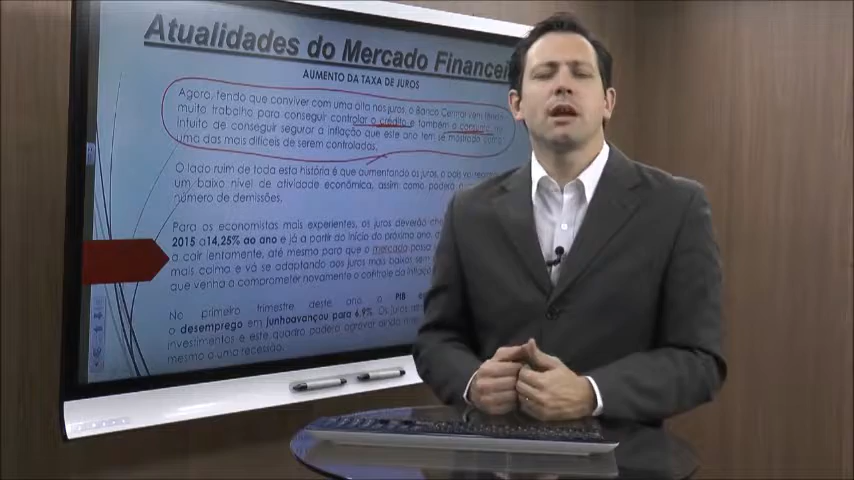 Atualidades do Mercado Financei
AUMENTO DA TAXA DE JUROS
Agora, tendo que conviver com uma alta nos juros, o Banco Central vem tendo
muito trabalho para conseguir controlar o crédito e também o consumo no
intuito de conseguir segurar a inflação que este ano tem se mostrado como
uma das mais difíceis de serem controladas.
O lado ruim de toda esta história é que aumentando os juros, o país vai
um baixo nível de atividade econômica, assim como poderá
número de demissões.
Para os economistas mais experientes, os juros deverão
2015 a 14,25% ao ano e já a partir do início do próximo ano,
a cair lentamente, até mesmo para que o mercado
mais calma e vá se adaptando aos juros mais baixos, sem
que venha a comprometer novamente o controle da
No primeiro trimestre deste ano, o PIB
o desemprego em junho avançou para 6,9%. Os juros
investimentos e este quadro poderá agravar ainda
mesmo a uma recessão.